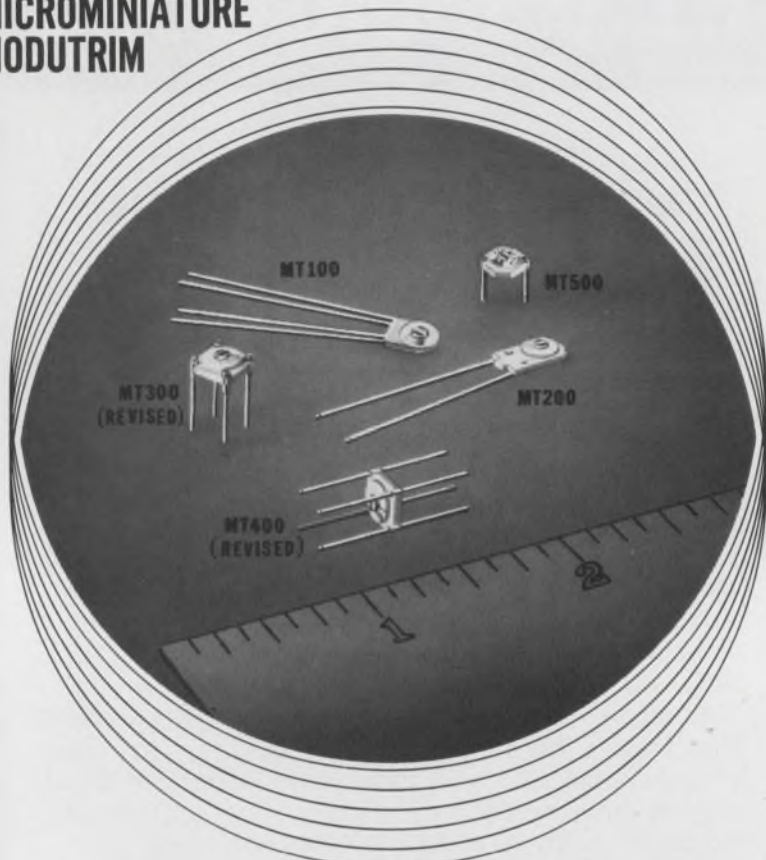 MICROMINIATURE
MODUTRIM
MT100
MT500
MT300
(REVISED)
MT200
MT400
(REVISED)
1
2